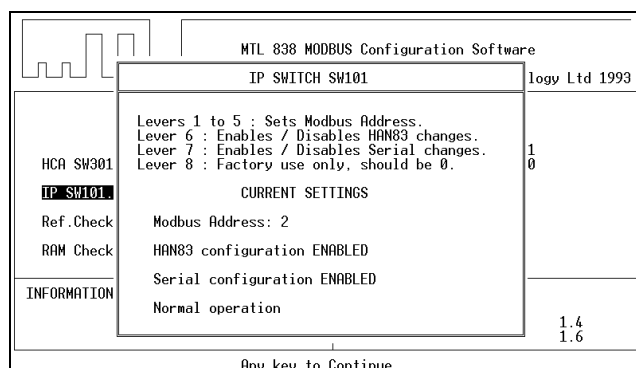 MTL 838 MODBUS Configuration Software
IP SWITCH SW101
logy Ltd 1993
Levers 1 to 5 : Sets Modbus Address.
Lever 6 : Enables / Disables HAN83 changes.
Lever 7 : Enables / Disables Serial changes.
1
HCA SW301
Lever 8 : Factory use only, should be 0.
0
IP SW101.
CURRENT SETTINGS
Ref.Check
Modbus Address: 2
RAM Check
HAN83 configuration ENABLED
Serial configuration ENABLED
INFORMATION
Normal operation
1.4
1.6
Any key to Continue